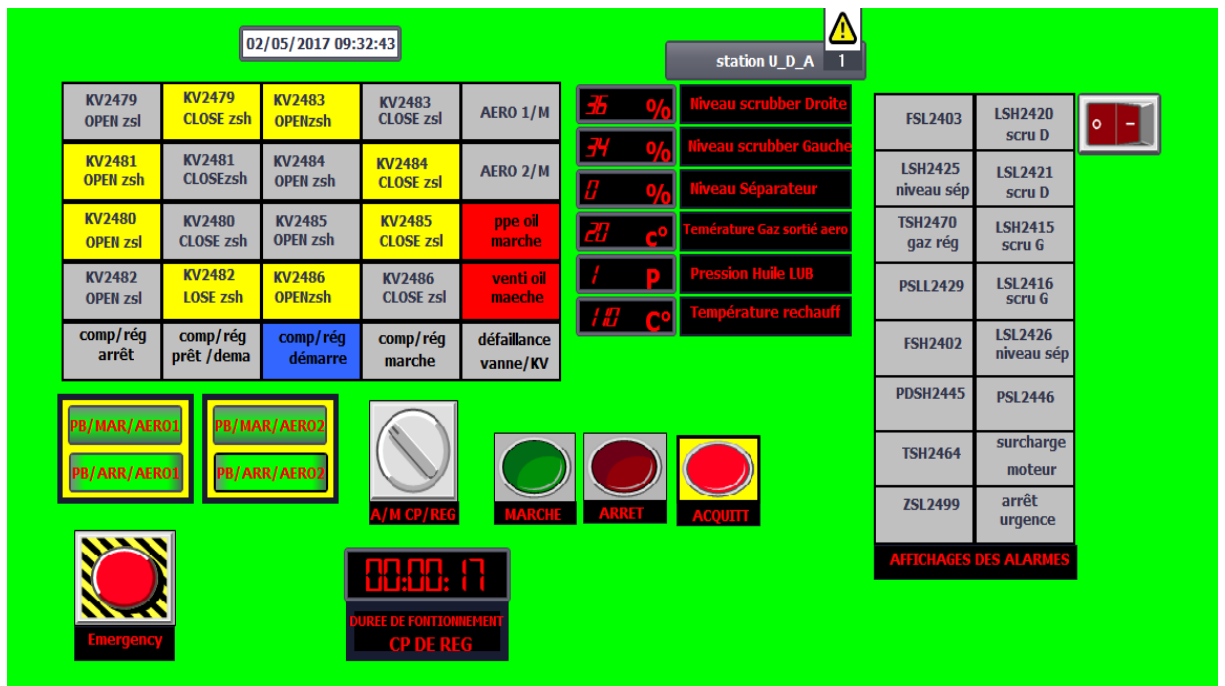 02/05/2017 09:32:43
station U_D_A 1
KV2479
OPEN zsl
KV2479
CLOSE zsh
KV2483
OPENzsh
KV2483
CLOSE zsl
AERO 1/M
KV2481
OPEN zsh
KV2481
CLOSEzsh
KV2484
OPEN zsh
KV2484
CLOSE zsl
AERO 2/M
KV2480
OPEN zsl
KV2480
CLOSE zsh
KV2485
OPEN zsh
KV2485
CLOSE zsl
ppe oil
marche
KV2482
OPEN zsl
KV2482
LOSE zsh
KV2486
OPENzsh
KV2486
CLOSE zsl
venti oil
maeche
comp/rég
arrêt
comp/rég
prêt /dema
comp/rég
démarre
comp/rég
marche
défaillance
vanne/KV
36 % Niveau scrubber Droite
34 % Niveau scrubber Gauche
0 % Niveau Séparateur
20 c° Temérature Gaz sortié aero
1 P Pression Huile LUB
110 C° Température rechauff
FSL2403
LSH2420
scru D
LSH2425
niveau sép
LSL2421
scru D
TSH2470
gaz rég
LSH2415
scru G
PSLL2429
LSL2416
scru G
FSH2402
LSL2426
niveau sép
PDSH2445
PSL2446
TSH2464
surcharge
moteur
ZSL2499
arrêt
urgence
AFFICHAGES DES ALARMES
PB/MAR/AERO1
PB/MAR/AERO2
PB/ARR/AERO1
PB/ARR/AERO2
A/M CP/REG
MARCHE
ARRET
ACQUITT
Emergency
00:00:17
DUREE DE FONTIONNEMENT
CP DE REG